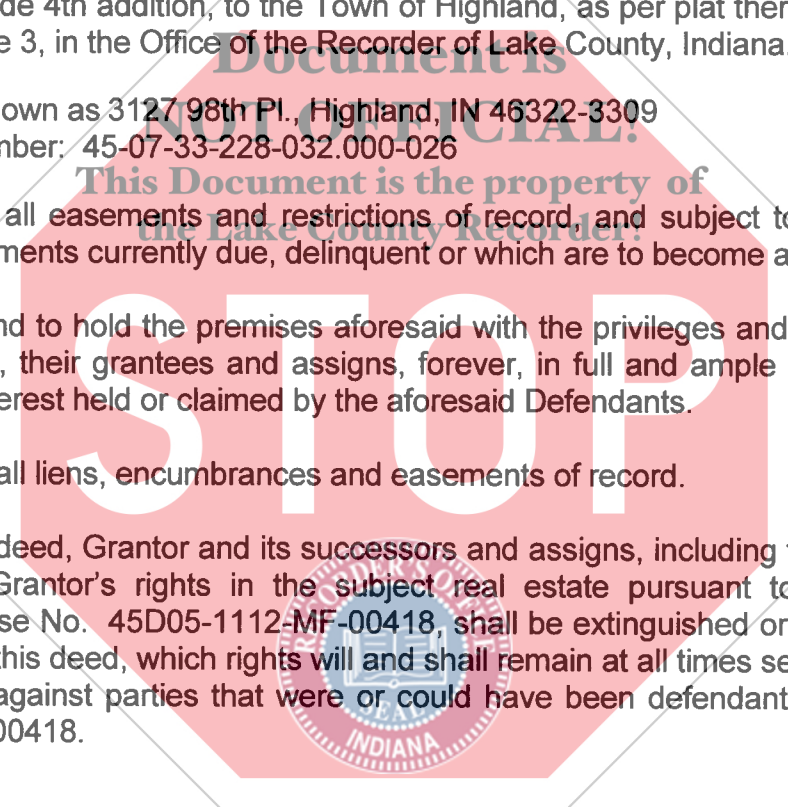 de 4th addition, to the Town of Highland, as per plat ther
e 3, in the Office of the Recorder of Lake County, Indiana.
Document is
own as 3127 98th Pl., Highland, IN 46322-3309
NOT OFFICIAL!
mber: 45-07-33-228-032.000-026
This Document is the property of
all easements and restrictions of record, and subject to
the Lake County Recorder!
ments currently due, delinquent or which are to become a
STOP
nd to hold the premises aforesaid with the privileges and
, their grantees and assigns, forever, in full and ample
erest held or claimed by the aforesaid Defendants.
all liens, encumbrances and easements of record.
deed, Grantor and its successors and assigns, including
Grantor's rights in the subject real estate pursuant to
se No. 45D05-1112-MF-00418, shall be extinguished or
this deed, which rights will and shall remain at all times se
against parties that were or could have been defendant
00418.
RECORDER'S OFFICE
SEAL
INDIANA